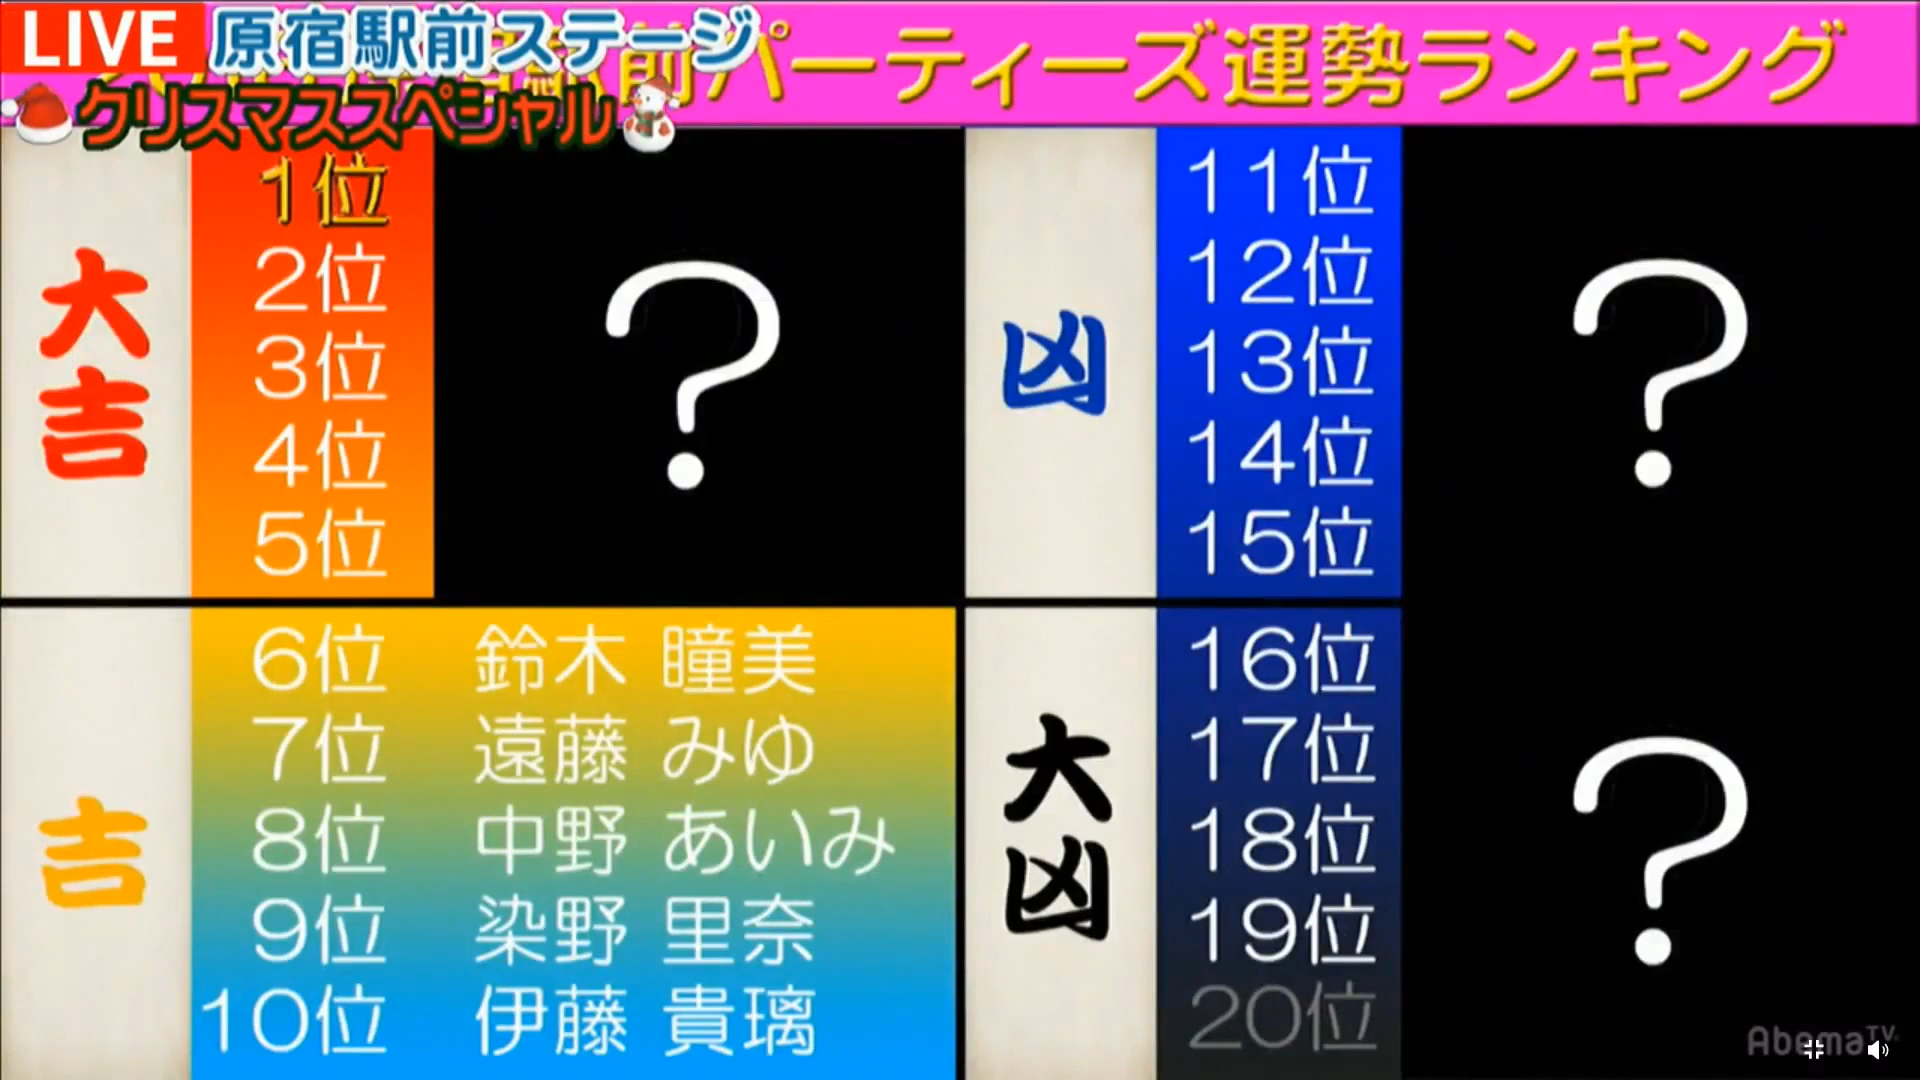 LIVE 原宿駅前ステージ
クリスマススペシャル
前パーティーズ運勢ランキング
大吉
1位
2位
3位
4位
5位
?
吉
6位 鈴木 瞳美
7位 遠藤 みゆ
8位 中野 あいみ
9位 染野 里奈
10位 伊藤 貴璃
凶
11位
12位
13位
14位
15位
?
大凶
16位
17位
18位
19位
20位
?
AbemaTV